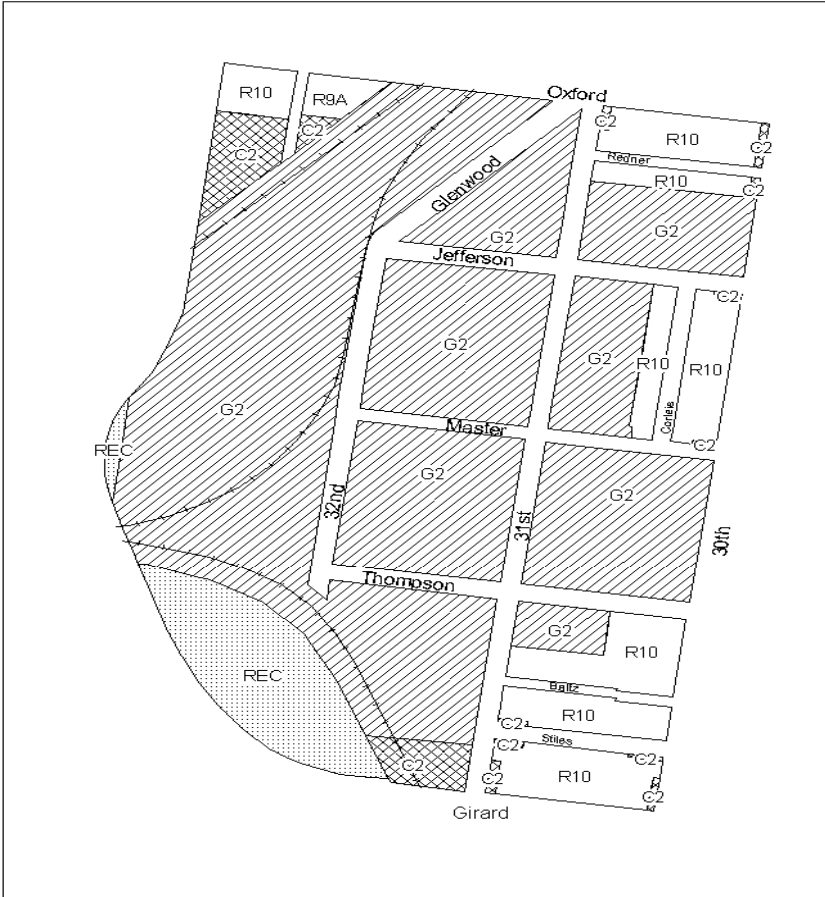 Oxford
R10
R9A
C2
C2
C2
R10
C2
Redner
R10
C2
Glenwood
G2
G2
Jefferson
C2
G2
G2
R10
R10
G2
Corleis
REC
Master
C2
G2
G2
32nd
31st
30th
Thompson
G2
R10
REC
Baltz
R10
C2
Stiles
C2
C2
C2
C2
R10
C2
Girard